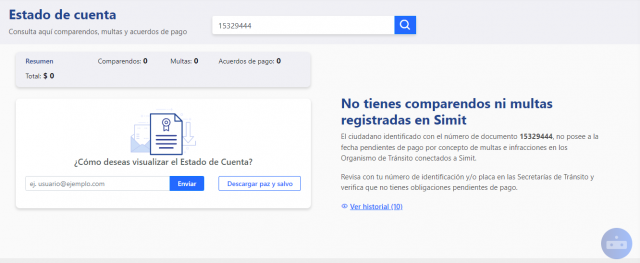 Estado de cuenta
Consulta aquí comparendos, multas y acuerdos de pago
15329444
Resumen Comparendos: 0 Multas: 0 Acuerdos de pago: 0
Total: $ 0
¿Cómo deseas visualizar el Estado de Cuenta?
ej. usuario@ejemplo.com Enviar Descargar paz y salvo
No tienes comparendos ni multas
registradas en Simit
El ciudadano identificado con el número de documento 15329444, no posee a la
fecha pendientes de pago por concepto de multas e infracciones en los
Organismo de Tránsito conectados a Simit.
Revisa con tu número de identificación y/o placa en las Secretarías de Tránsito y
verifica que no tienes obligaciones pendientes de pago.
Ver historial (10)